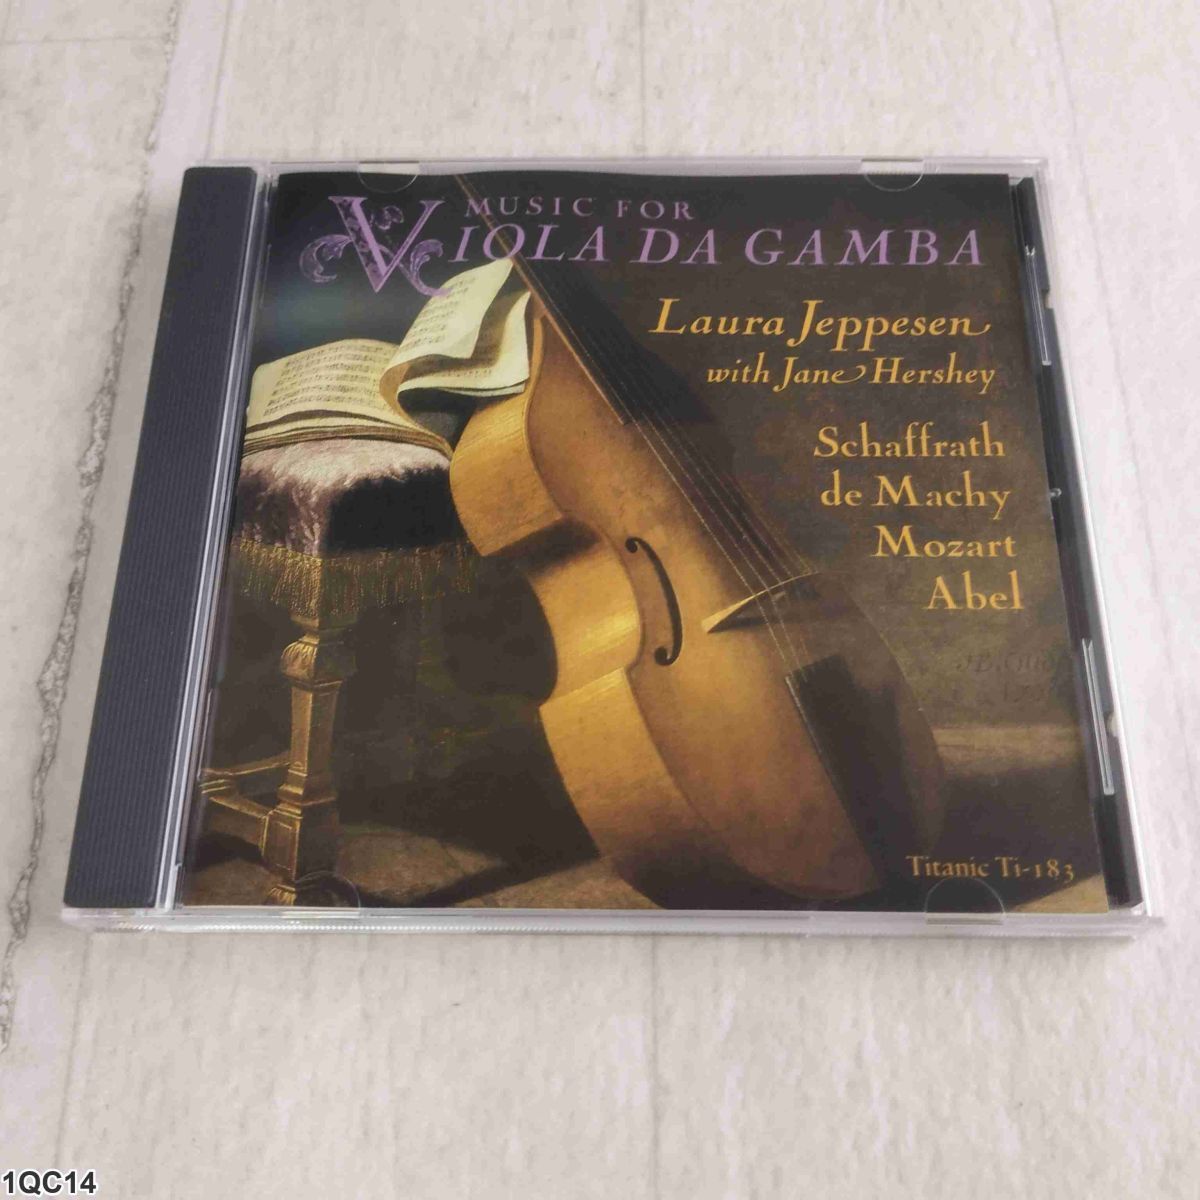 MUSIC FOR
VIOLA DA GAMBA
Laura Jeppesen
with Jane Hershey
Schaffrath
de Machy
Mozart
Abel
Titanic Ti-183
1QC14